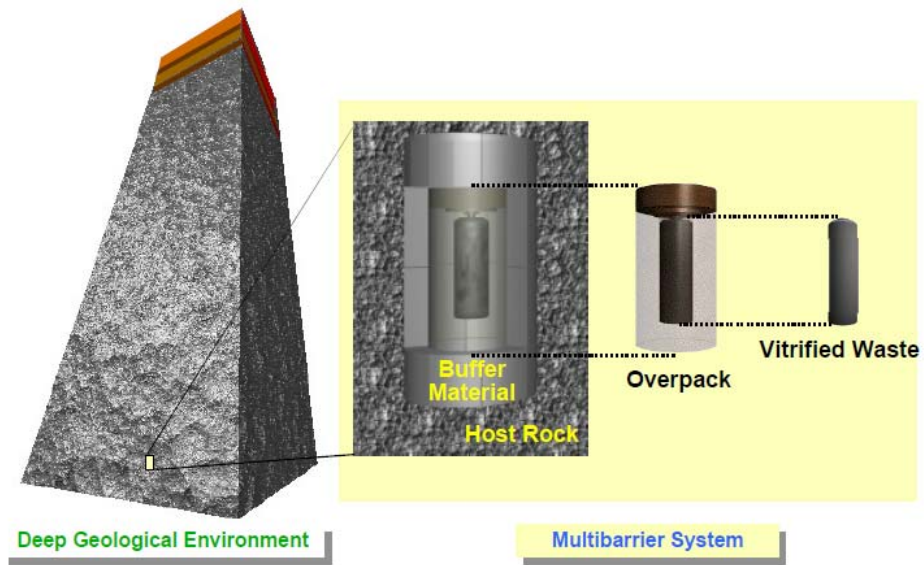 Buffer
Material
Host Rock
Overpack
Vitrified Waste
Deep Geological Environment
Multibarrier System